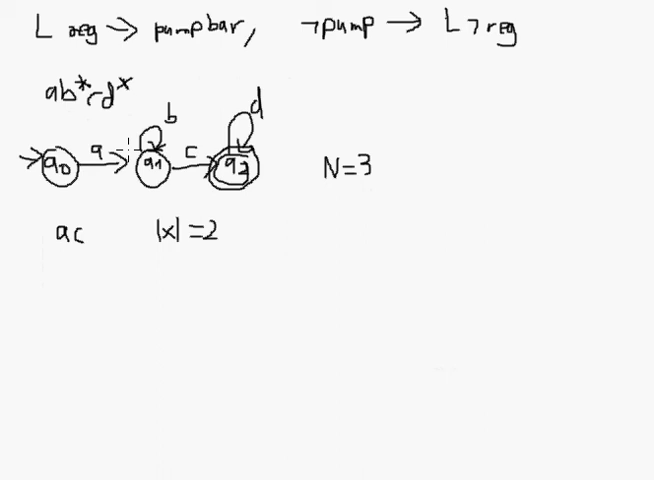 L reg → pumpbar, ¬pump → L ¬reg
ab*cd*
b d
q0 a q1 c q2 N=3
ac |x|=2